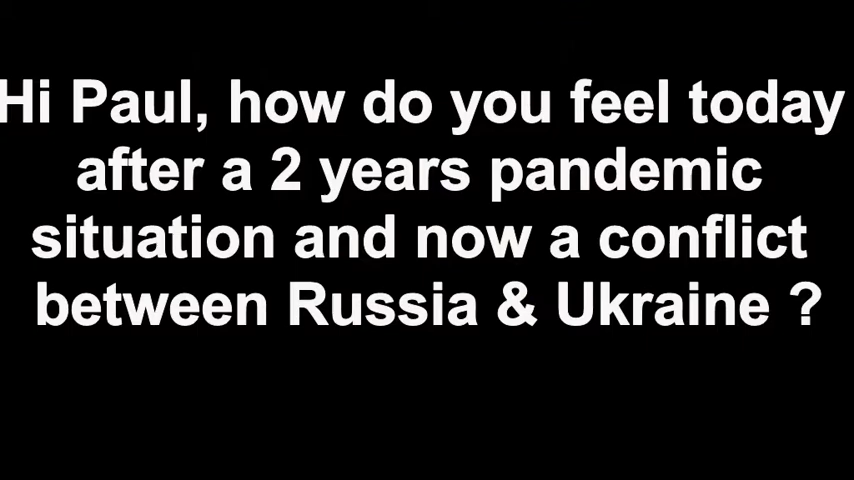 Hi Paul, how do you feel today
after a 2 years pandemic
situation and now a conflict
between Russia & Ukraine ?